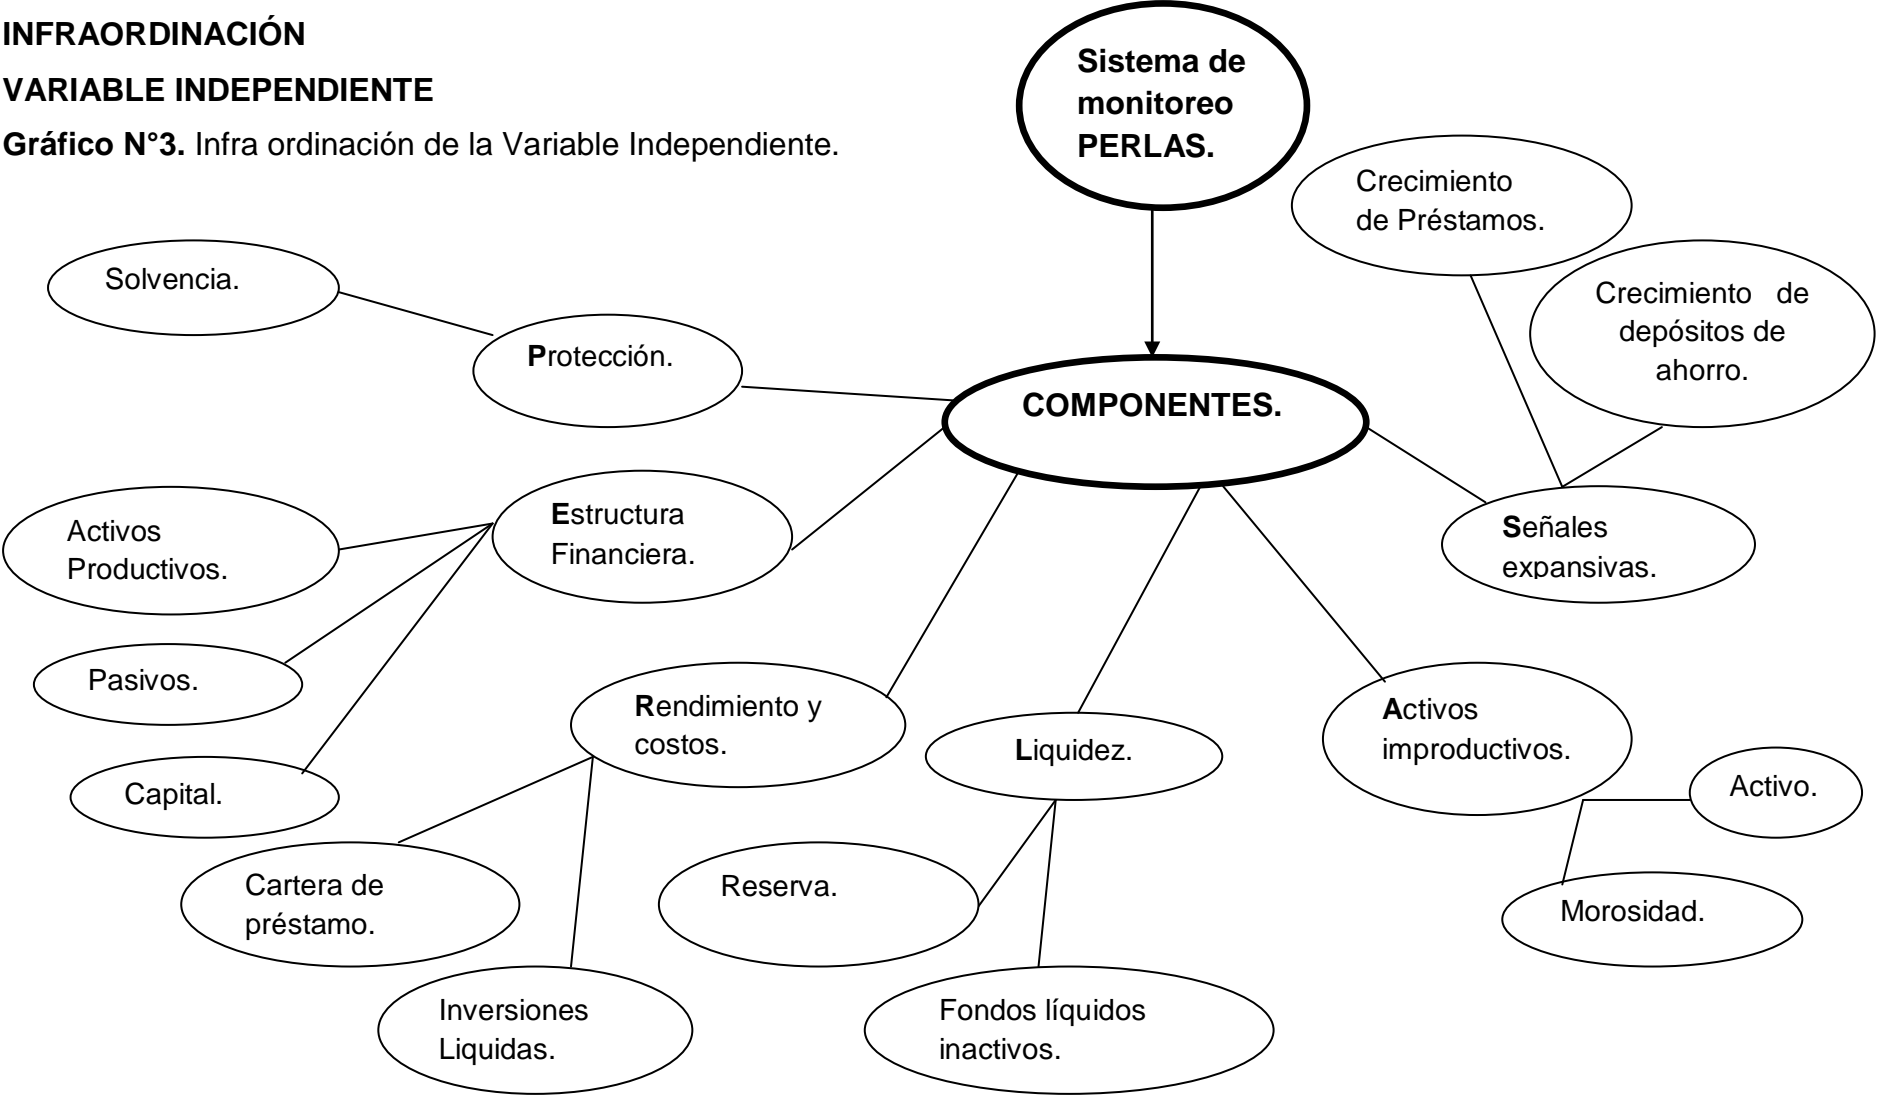 INFRAORDINACIÓN
VARIABLE INDEPENDIENTE
Gráfico N°3. Infra ordinación de la Variable Independiente.
Sistema de
monitoreo
PERLAS.
Crecimiento
de Préstamos.
Crecimiento de
depósitos de
ahorro.
Solvencia.
Protección.
COMPONENTES.
Activos
Productivos.
Estructura
Financiera.
Señales
expansivas.
Pasivos.
Capital.
Rendimiento y
costos.
Liquidez.
Activos
improductivos.
Activo.
Cartera de
préstamo.
Reserva.
Morosidad.
Inversiones
Liquidas.
Fondos líquidos
inactivos.